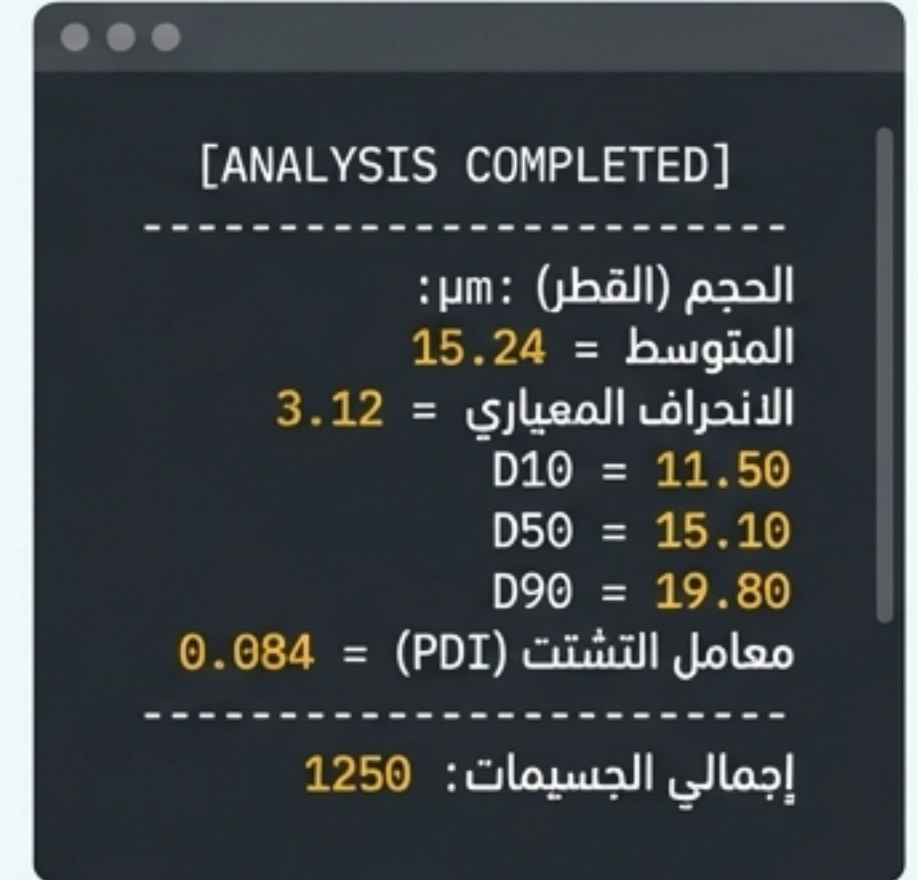 [ANALYSIS COMPLETED]
------------------------
الحجم (القطر) :µm:
المتوسط = 15.24
الانحراف المعياري = 3.12
D10 = 11.50
D50 = 15.10
D90 = 19.80
معامل التشتت (PDI) = 0.084
------------------------
إجمالي الجسيمات: 1250